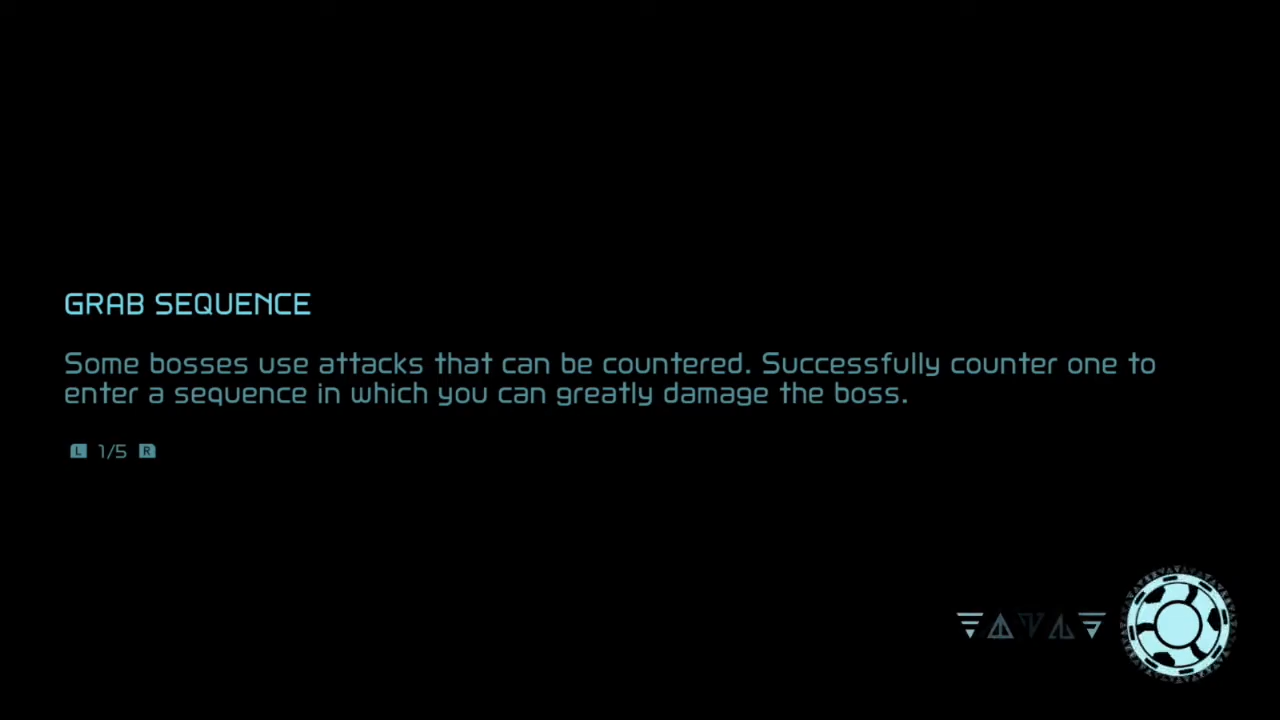 GRAB SEQUENCE
Some bosses use attacks that can be countered. Successfully counter one to
enter a sequence in which you can greatly damage the boss.
L 1/5 R